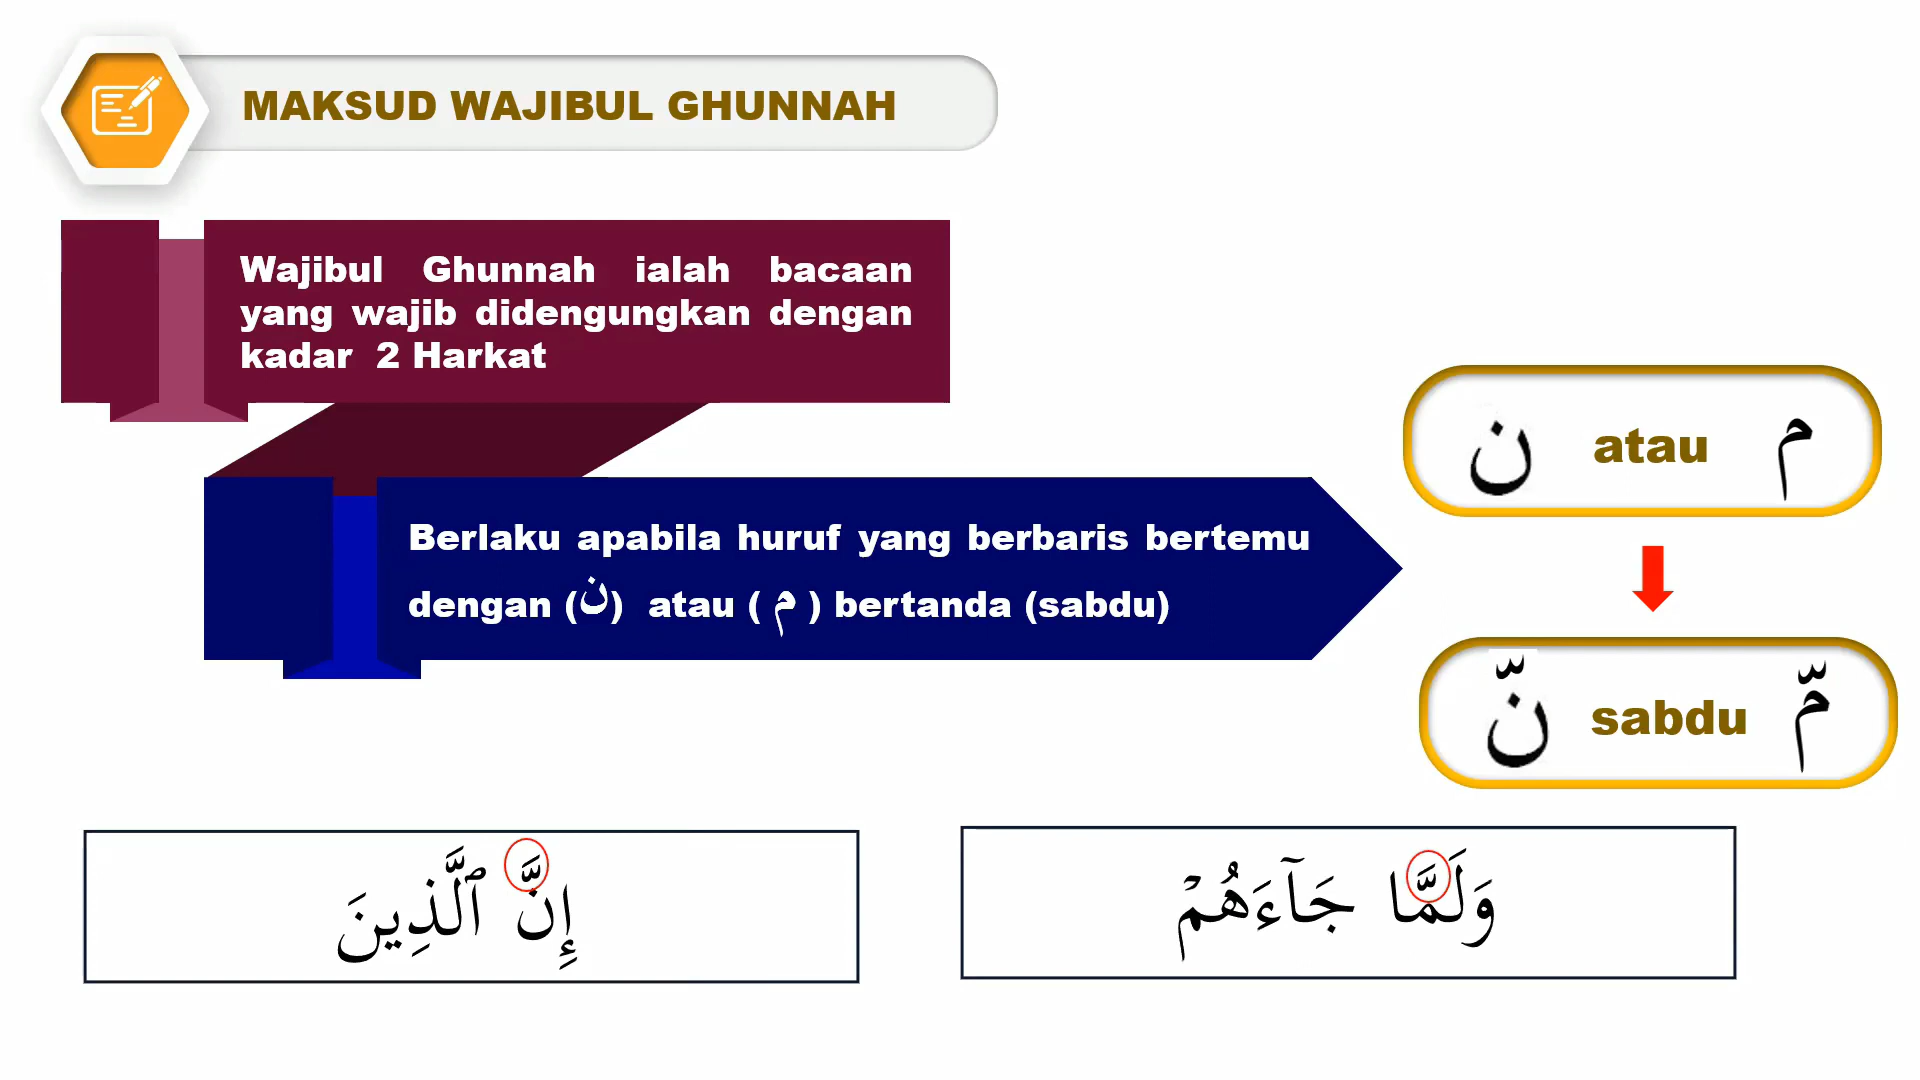 MAKSUD WAJIBUL GHUNNAH
Wajibul Ghunnah ialah bacaan
yang wajib didengungkan dengan
kadar 2 Harkat
Berlaku apabila huruf yang berbaris bertemu
dengan (ن) atau ( م ) bertanda (sabdu)
ن atau م
نّ sabdu مّ
إِنَّ ٱلَّذِينَ
وَلَمَّا جَآءَهُمْ